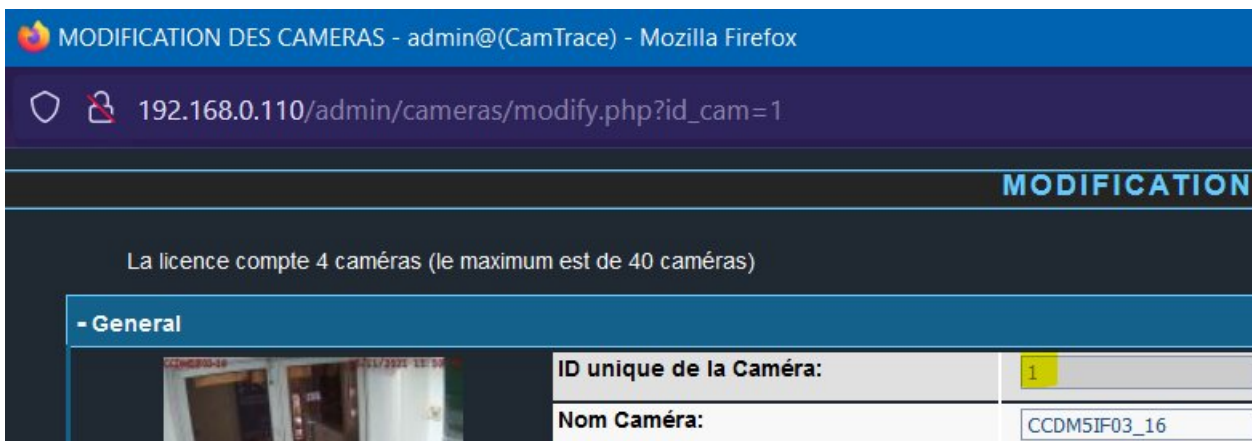 MODIFICATION DES CAMERAS - admin@(CamTrace) - Mozilla Firefox
192.168.0.110/admin/cameras/modify.php?id_cam=1
MODIFICATION
La licence compte 4 caméras (le maximum est de 40 caméras)
- General
ID unique de la Caméra:
1
Nom Caméra:
CCDM5IF03_16